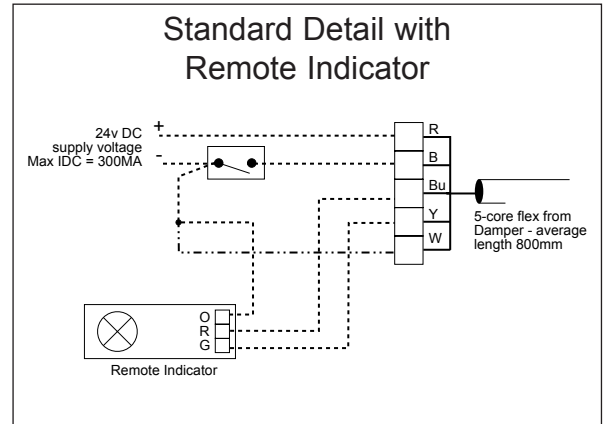 Standard Detail with
Remote Indicator
24v DC
supply voltage
Max IDC = 300MA
+
-
R
B
Bu
Y
W
5-core flex from
Damper - average
length 800mm
O
R
G
Remote Indicator